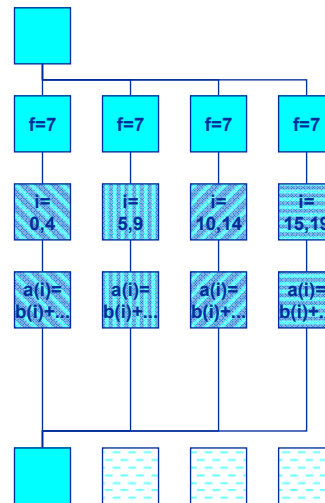 f=7 f=7 f=7 f=7
i= i= i= i=
0,4 5,9 10,14 15,19
a(i)= a(i)= a(i)= a(i)=
b(i)+... b(i)+... b(i)+... b(i)+...